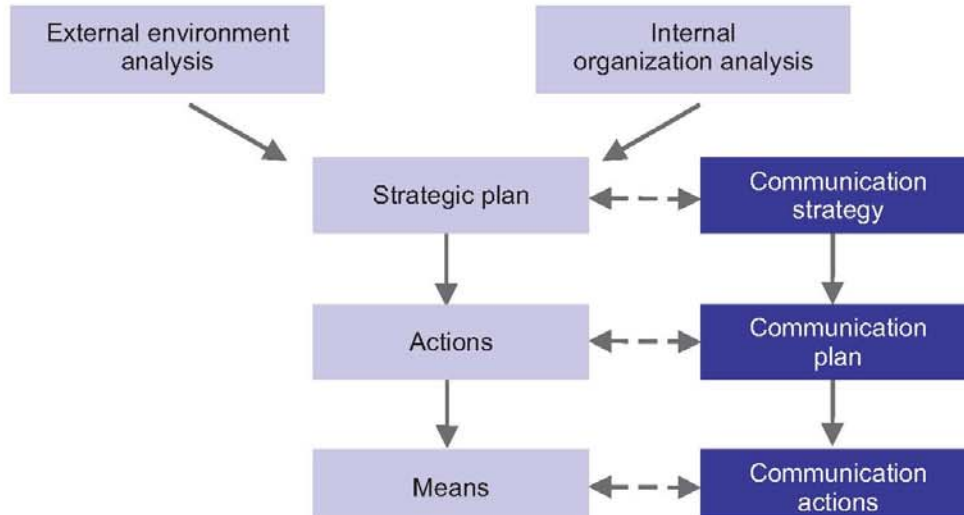 External environment
analysis
Internal
organization analysis
Strategic plan
Communication
strategy
Actions
Communication
plan
Means
Communication
actions